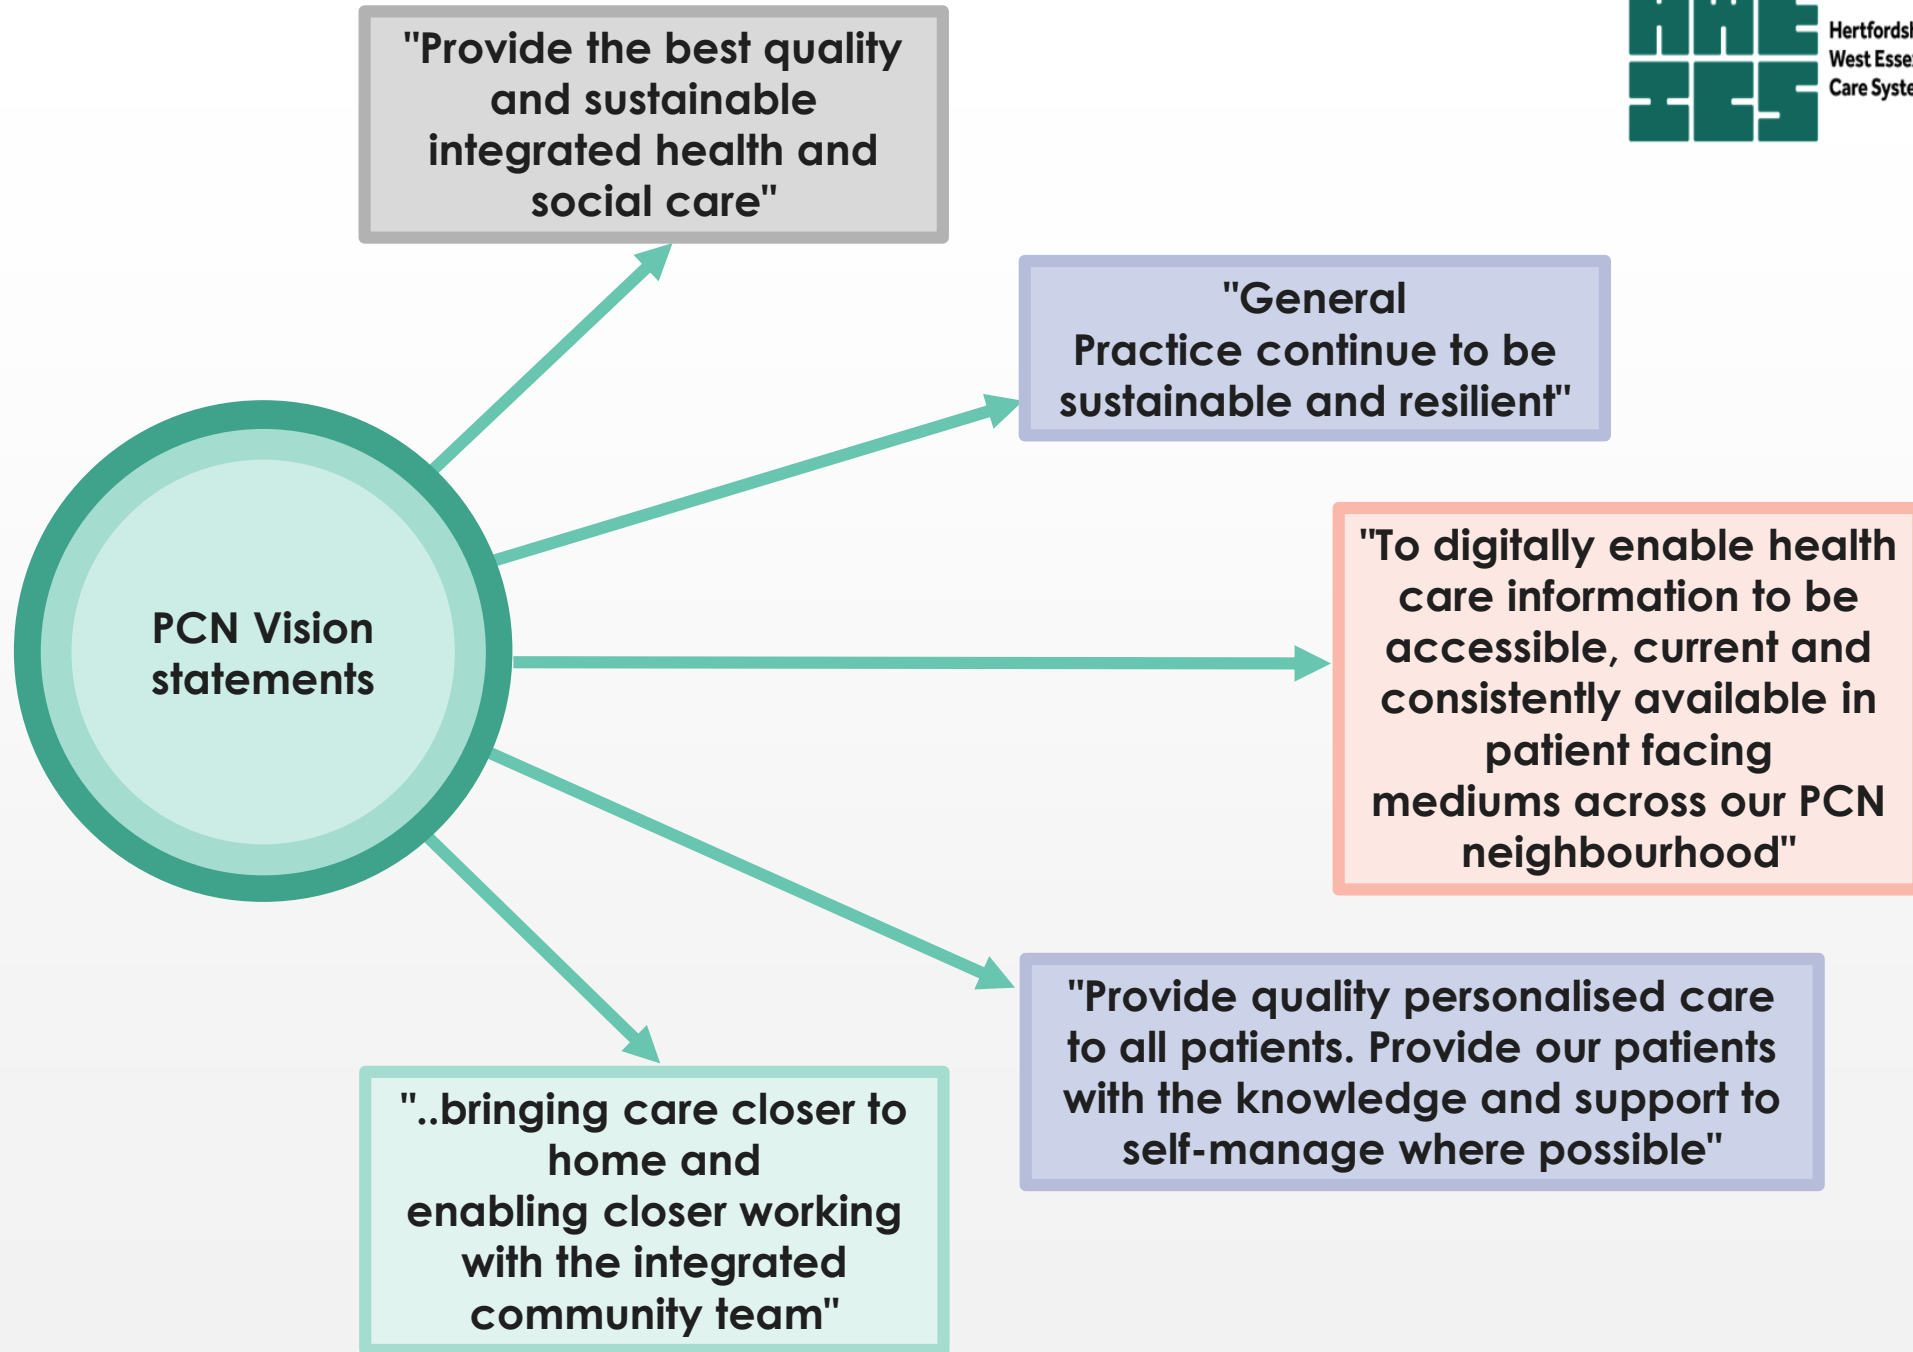 "Provide the best quality
and sustainable
integrated health and
social care"
HWE
ICS
West
"General
Practice continue to be
sustainable and resilient"
"To digitally enable health
care information to be
accessible, current and
consistently available in
patient facing
mediums across our PCN
neighbourhood"
PCN Vision
statements
"Provide quality personalised care
to all patients. Provide our patients
with the knowledge and support to
self-manage where possible"
"..bringing care closer to
home and
enabling closer working
with the integrated
community team"